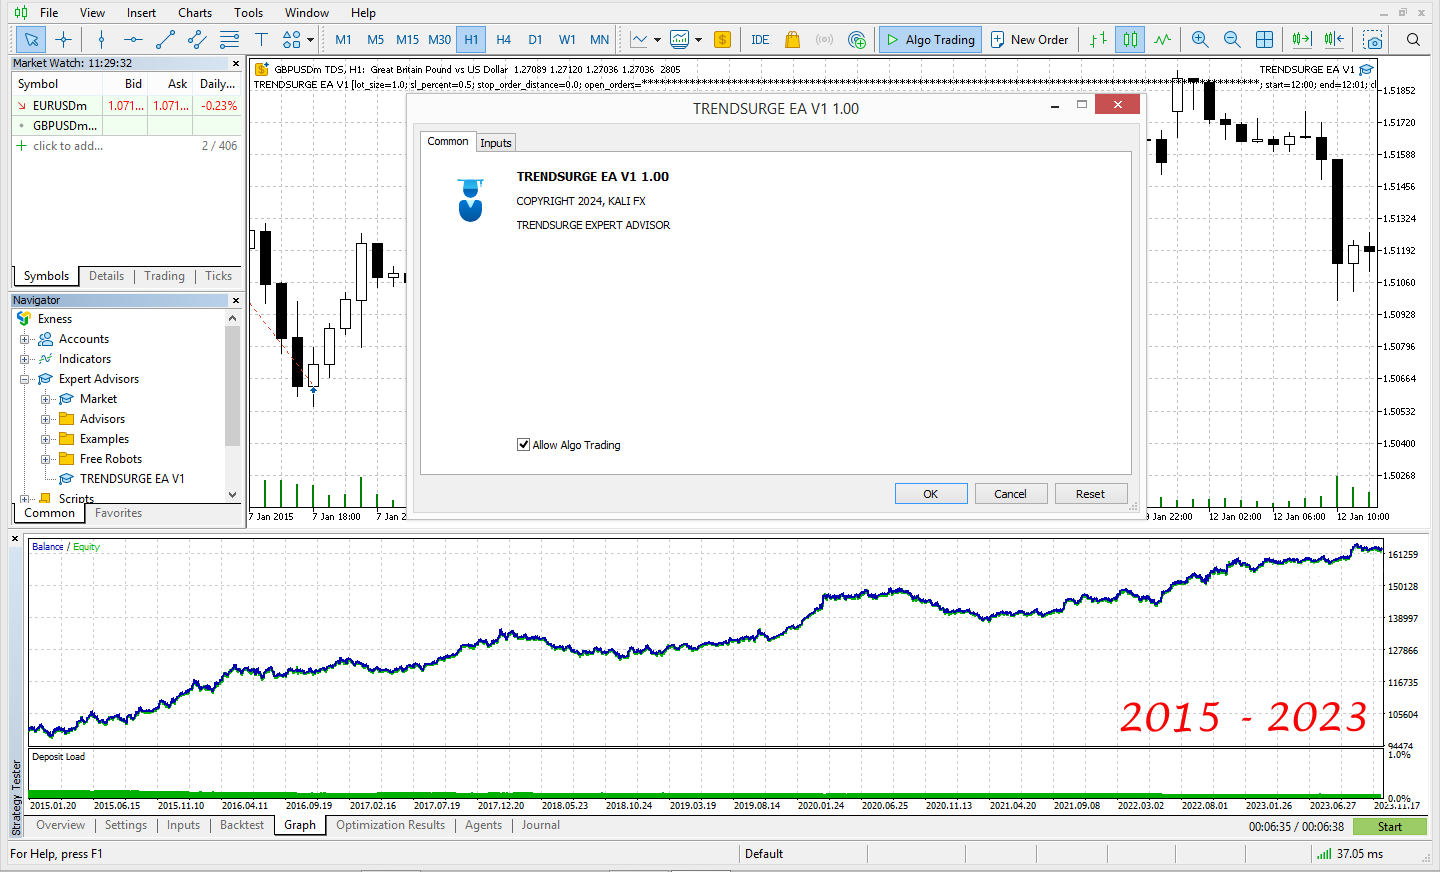 File View Insert Charts Tools Window Help
M1 M5 M15 M30 H1 H4 D1 W1 MN $ IDE Algo Trading New Order
Market Watch: 11:29:32
Symbol Bid Ask Daily...
EURUSDm 1.071... 1.071... -0.23%
GBPUSDm...
click to add... 2 / 406
Symbols Details Trading Ticks
Navigator
Exness
Accounts
Indicators
Expert Advisors
Market
Advisors
Examples
Free Robots
TRENDSURGE EA V1
Scripts
Common Favorites
GBPUSDm TDS, H1: Great Britain Pound vs US Dollar 1.27089 1.27120 1.27036 1.27036 2805
TRENDSURGE EA V1
TRENDSURGE EA V1 [lot_size=1.0; sl_percent=0.5; stop_order_distance=0.0; open_orders=
; start=12:00; end=12:01; cl
TRENDSURGE EA V1 1.00
Common Inputs
TRENDSURGE EA V1 1.00
COPYRIGHT 2024, KALI FX
TRENDSURGE EXPERT ADVISOR
Allow Algo Trading
OK Cancel Reset
1.51852
1.51720
1.51588
1.51456
1.51324
1.51192
1.51060
1.50928
1.50796
1.50664
1.50532
1.50400
1.50268
7 Jan 2015 7 Jan 18:00 7 Jan 2 9 Jan 22:00 12 Jan 02:00 12 Jan 06:00 12 Jan 10:00
Balance / Equity
161259
150128
138997
127866
116735
105604
94474
2015 - 2023
Deposit Load
1.0%
0.0%
2015.01.20 2015.06.15 2015.11.10 2016.04.11 2016.09.19 2017.02.16 2017.07.19 2017.12.20 2018.05.23 2018.10.24 2019.03.19 2019.08.14 2020.01.24 2020.06.25 2020.11.13 2021.04.20 2021.09.08 2022.03.02 2022.08.01 2023.01.26 2023.06.27 2023.11.17
Strategy Tester
Overview Settings Inputs Backtest Graph Optimization Results Agents Journal
00:06:35 / 00:06:38 Start
For Help, press F1 Default 37.05 ms